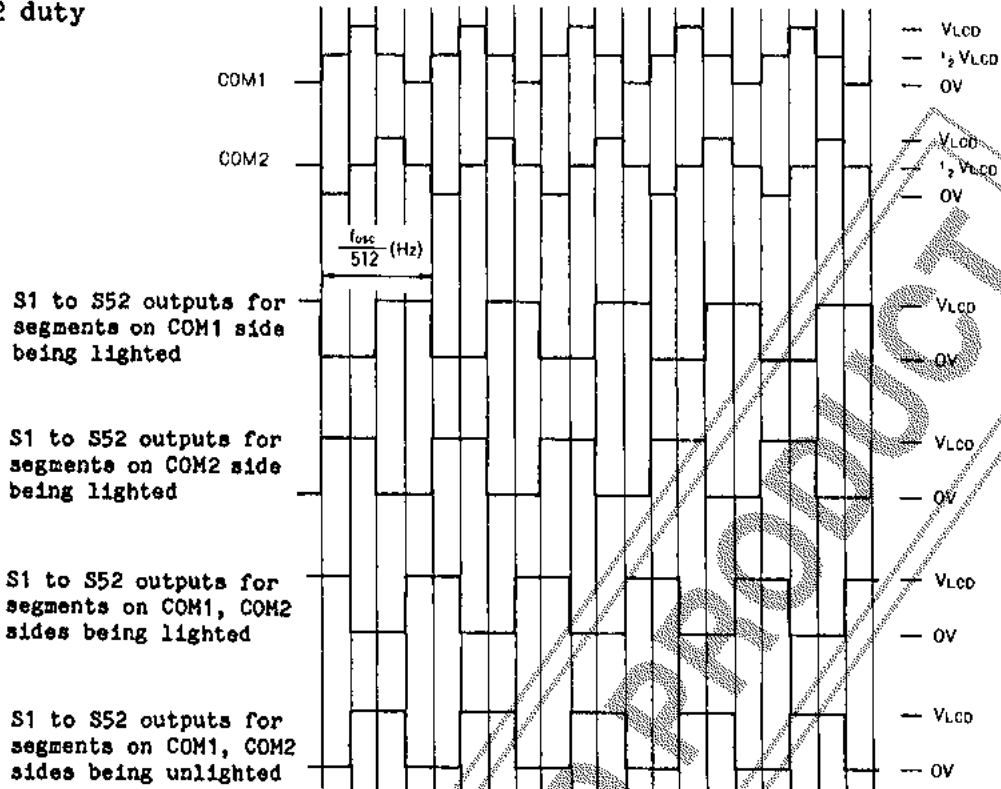 2 duty
VLCD
COM1
1/2 VLCD
0V
VLCD
COM2
1/2 VLCD
0V
fosc/512 (Hz)
S1 to S52 outputs for
segments on COM1 side
being lighted
VLCD
0V
S1 to S52 outputs for
segments on COM2 side
being lighted
VLCD
0V
S1 to S52 outputs for
segments on COM1, COM2
sides being lighted
VLCD
0V
S1 to S52 outputs for
segments on COM1, COM2
sides being unlighted
VLCD
0V
PRODUCT